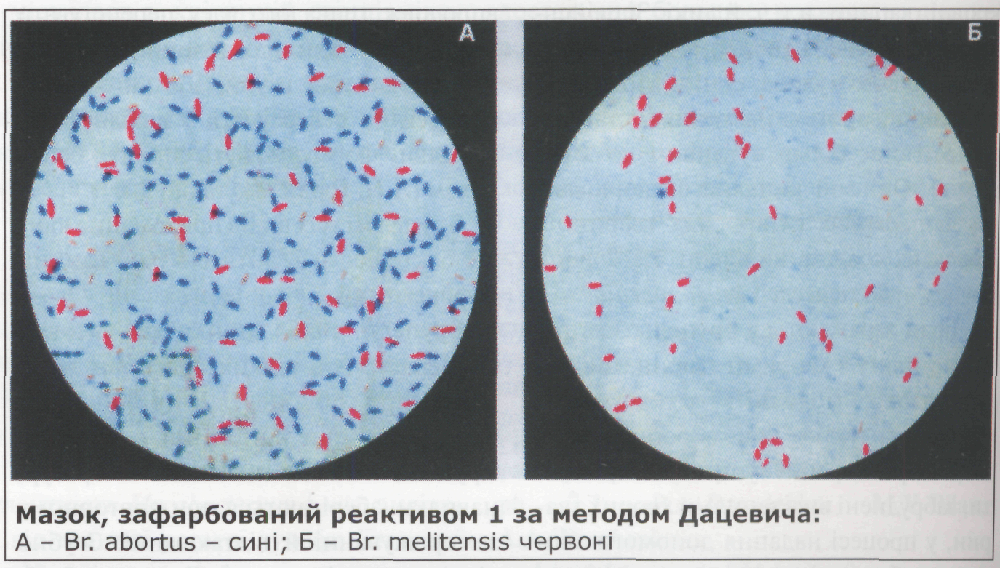 А
Б
Мазок, зафарбований реактивом 1 за методом Дацевича:
А – Br. abortus – сині; Б – Br. melitensis червоні